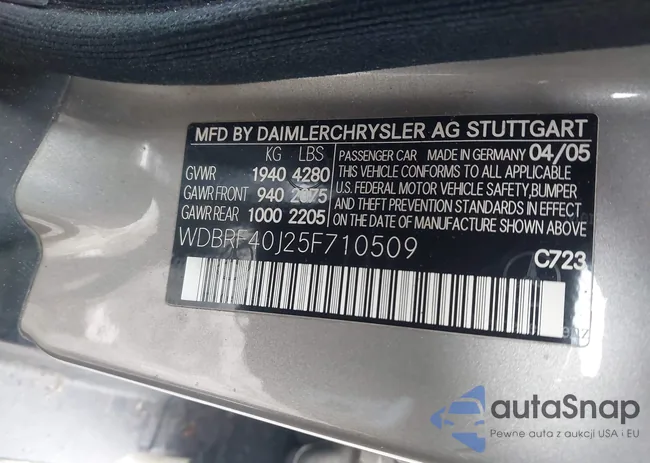 MFD BY DAIMLERCHRYSLER AG STUTTGART
KG LBS
GVWR 1940 4280
GAWR FRONT 940 2075
GAWR REAR 1000 2205
PASSENGER CAR MADE IN GERMANY 04/05
THIS VEHICLE CONFORMS TO ALL APPLICABLE
U.S. FEDERAL MOTOR VEHICLE SAFETY, BUMPER
AND THEFT PREVENTION STANDARDS IN EFFECT
ON THE DATE OF MANUFACTURE SHOWN ABOVE
WDBRF40J25F710509
C723
autoSnap
Pewne auto z aukcji USA i EU